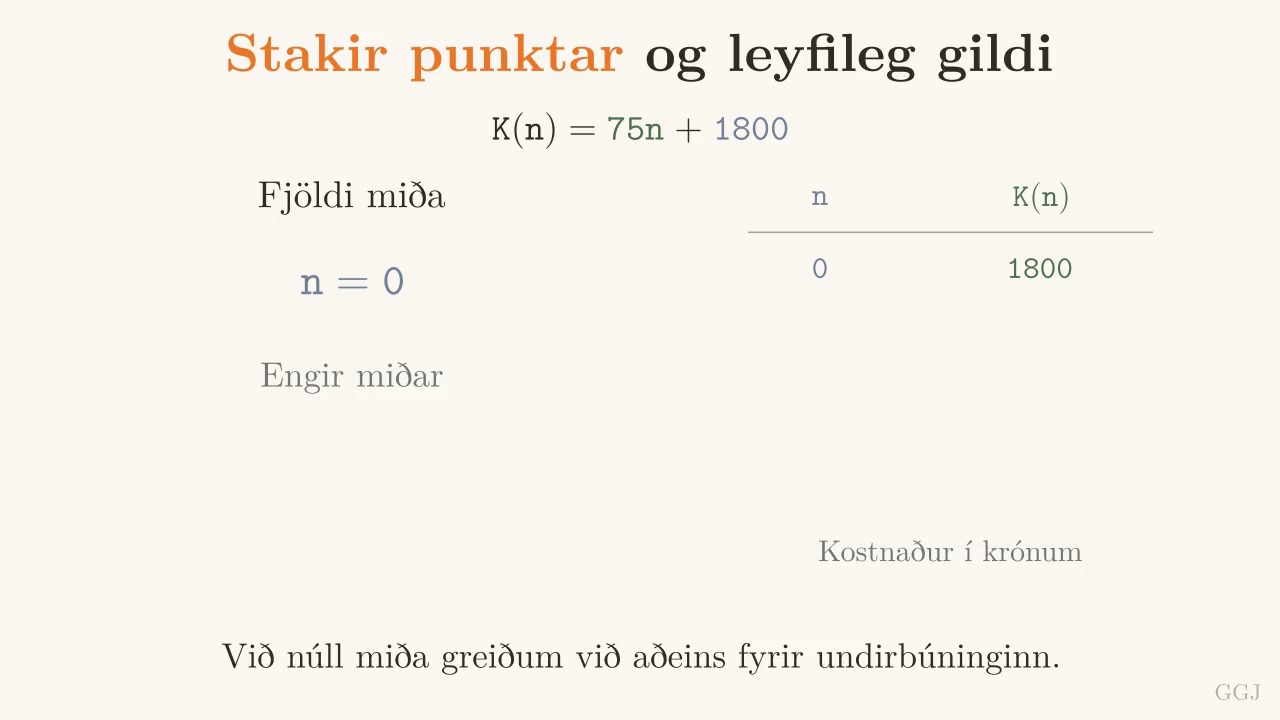 Stakir punktar og leyfileg gildi
K(n) = 75n + 1800
Fjöldi miða
n = 0
Engir miðar
n K(n)
0 1800
Kostnaður í krónum
Við núll miða greiðum við aðeins fyrir undirbúninginn.
GGJ